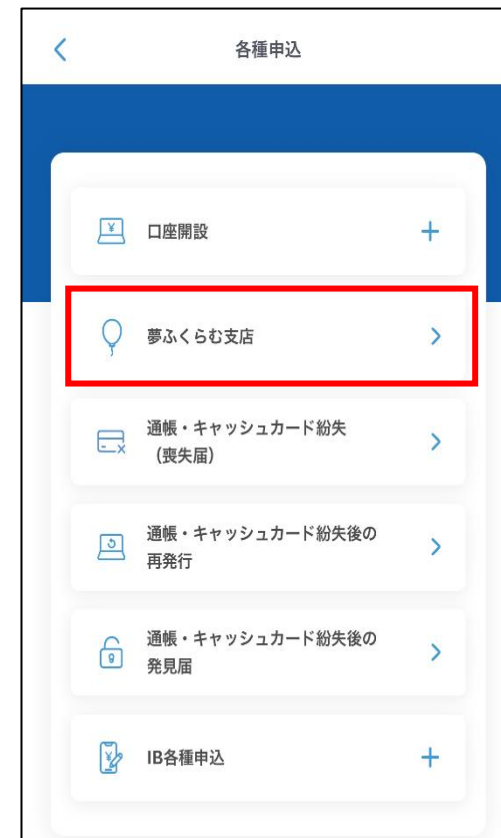 各種申込
口座開設
夢ふくらむ支店
通帳・キャッシュカード紛失
（喪失届）
通帳・キャッシュカード紛失後の
再発行
通帳・キャッシュカード紛失後の
発見届
IB各種申込